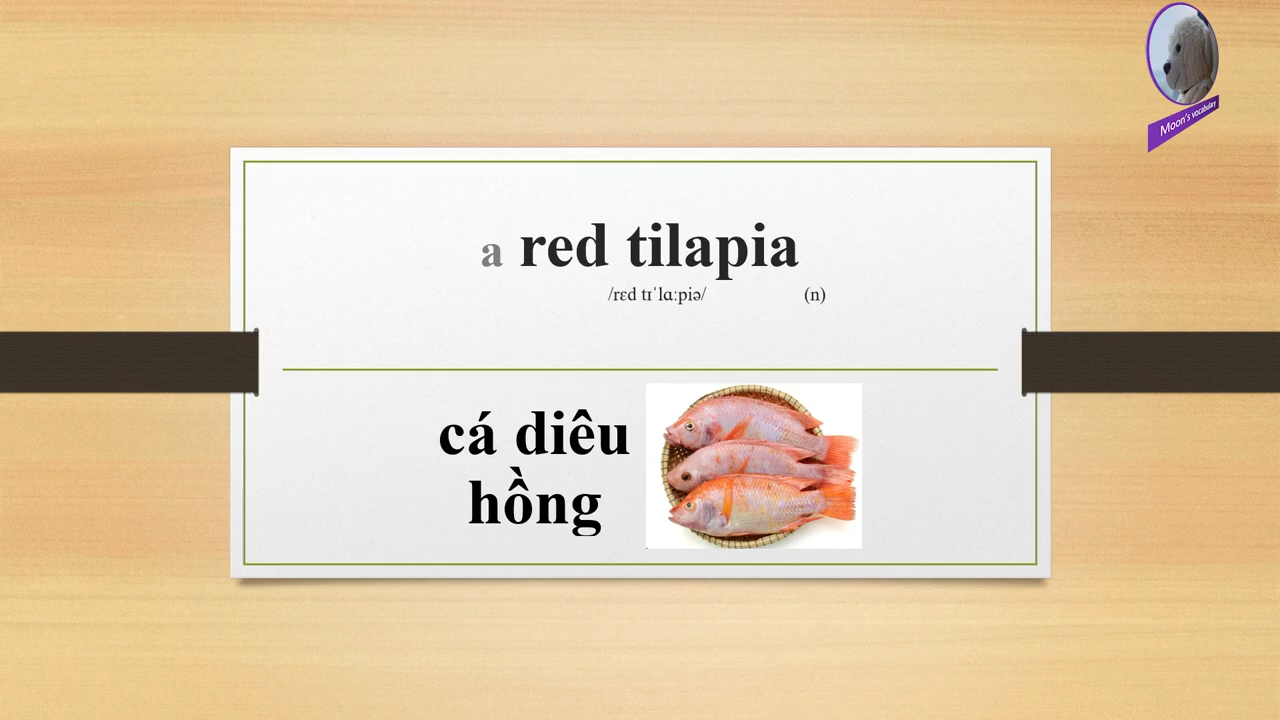 Moon's vocabulary
a red tilapia
/rɛd tɪˈlɑːpiə/ (n)
cá diêu
hồng